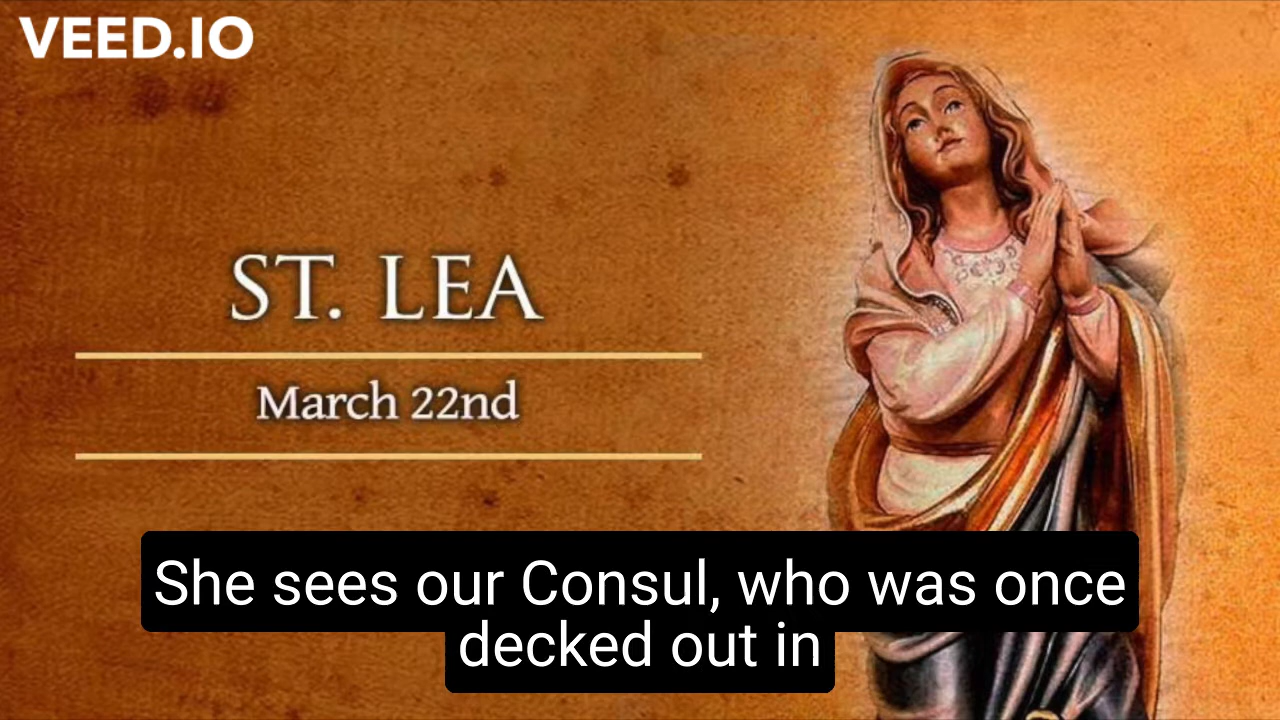 VEED.IO
ST. LEA
March 22nd
She sees our Consul, who was once
decked out in